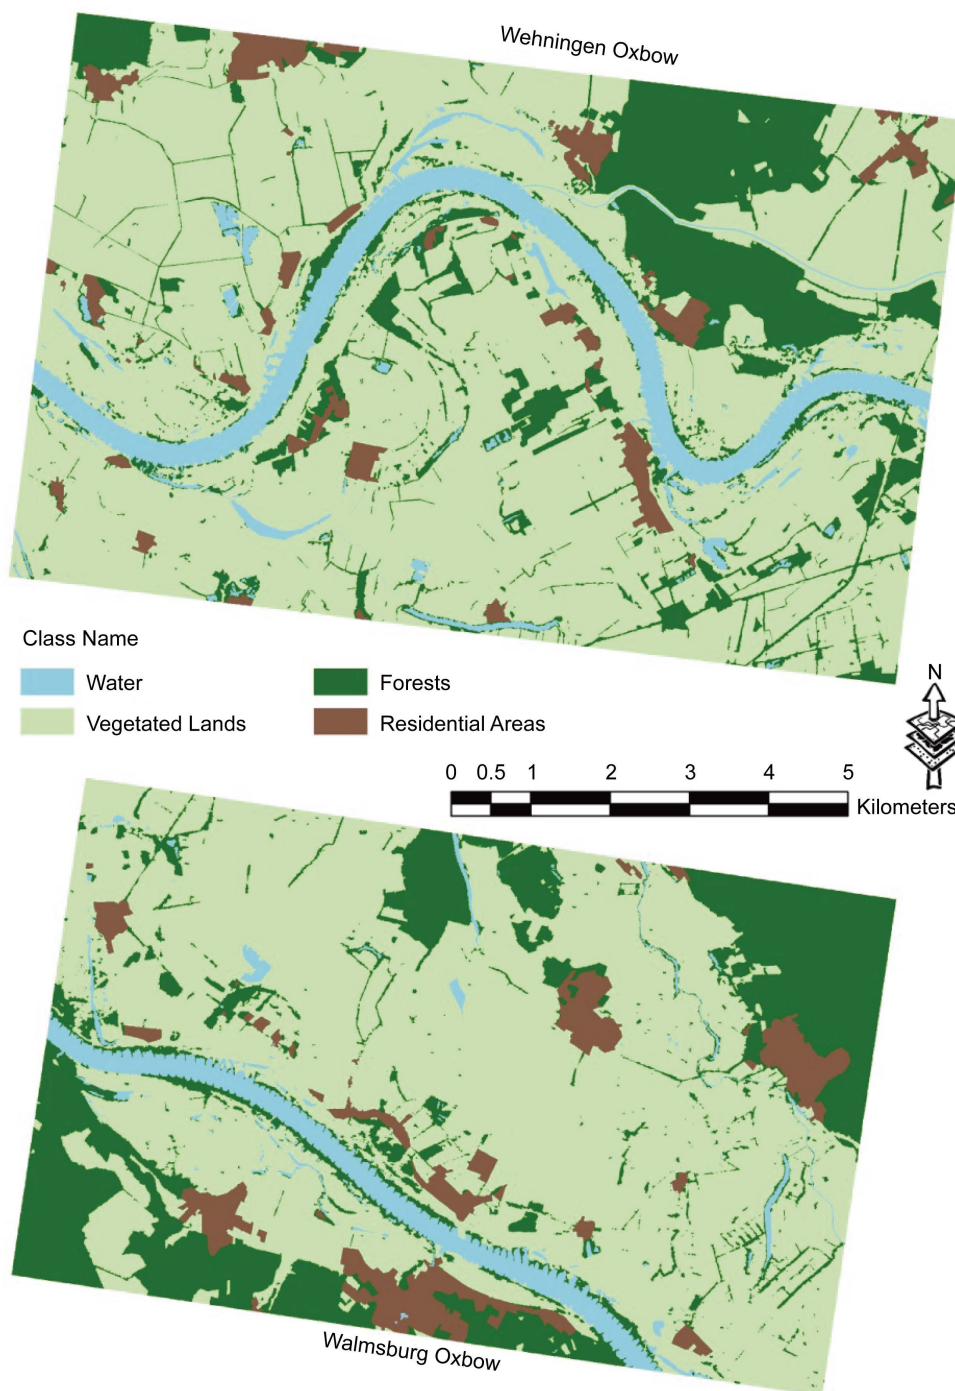 Wehningen Oxbow
Class Name
Water
Forests
Vegetated Lands
Residential Areas
N
0 0.5 1 2 3 4 5
Kilometers
Walmsburg Oxbow